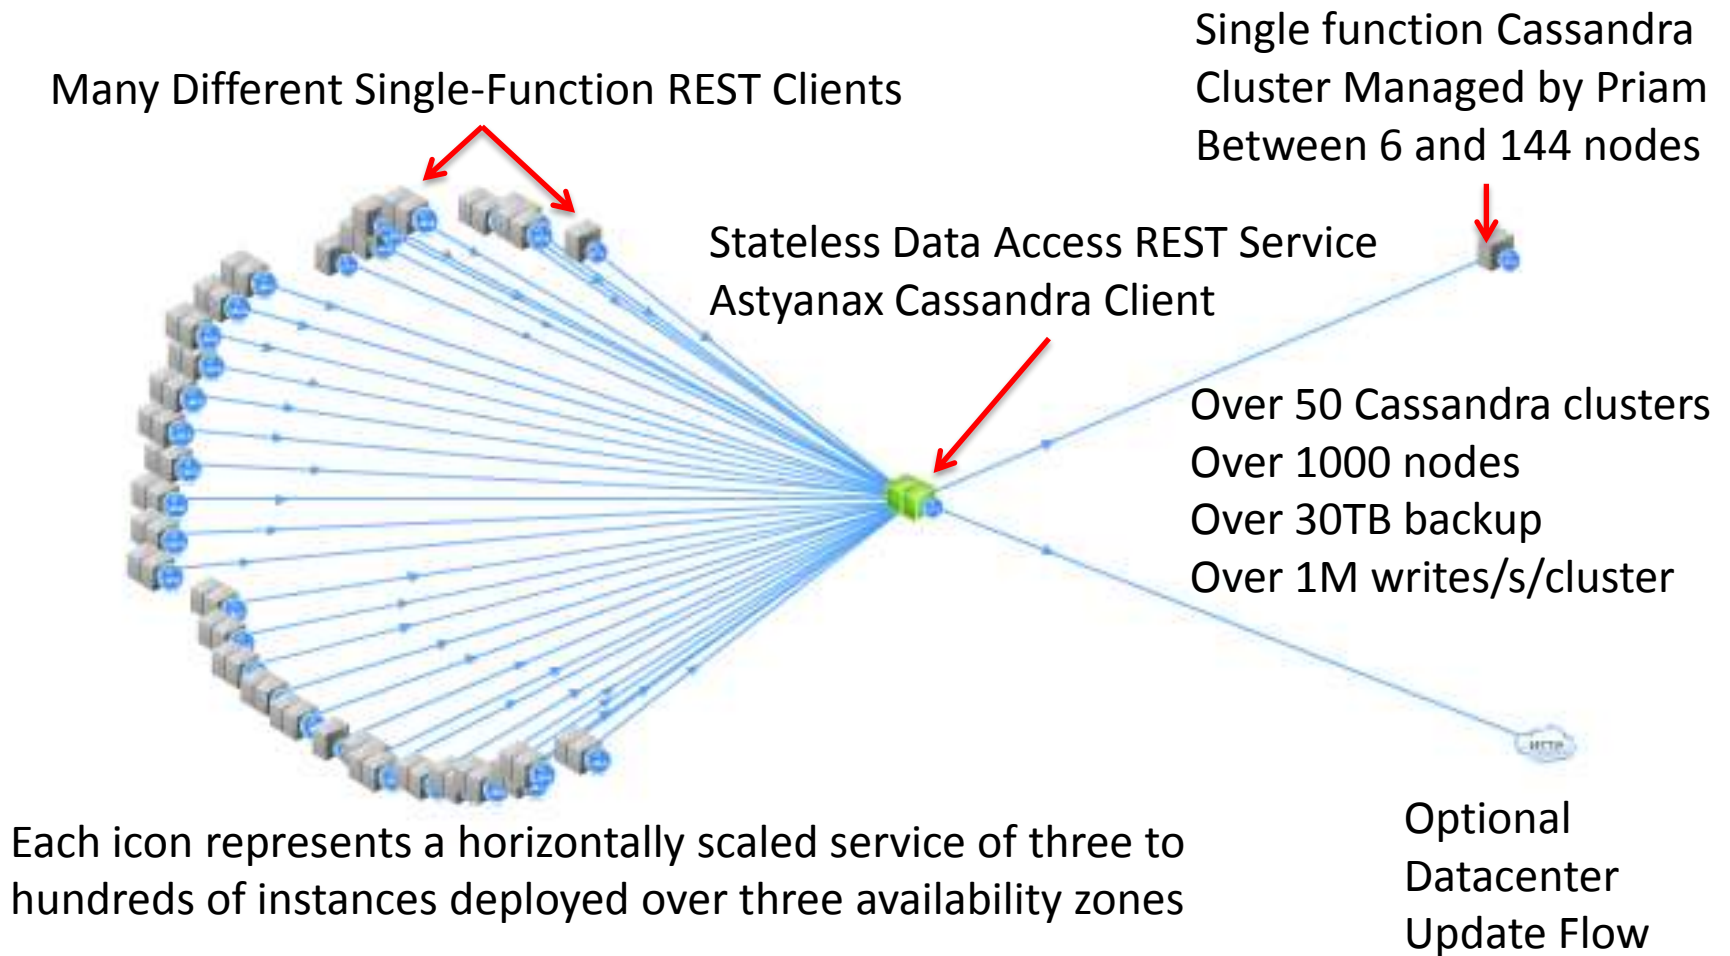 Single function Cassandra
Cluster Managed by Priam
Between 6 and 144 nodes
Many Different Single-Function REST Clients
Stateless Data Access REST Service
Astyanax Cassandra Client
Over 50 Cassandra clusters
Over 1000 nodes
Over 30TB backup
Over 1M writes/s/cluster
HTTP
Each icon represents a horizontally scaled service of three to
hundreds of instances deployed over three availability zones
Optional
Datacenter
Update Flow